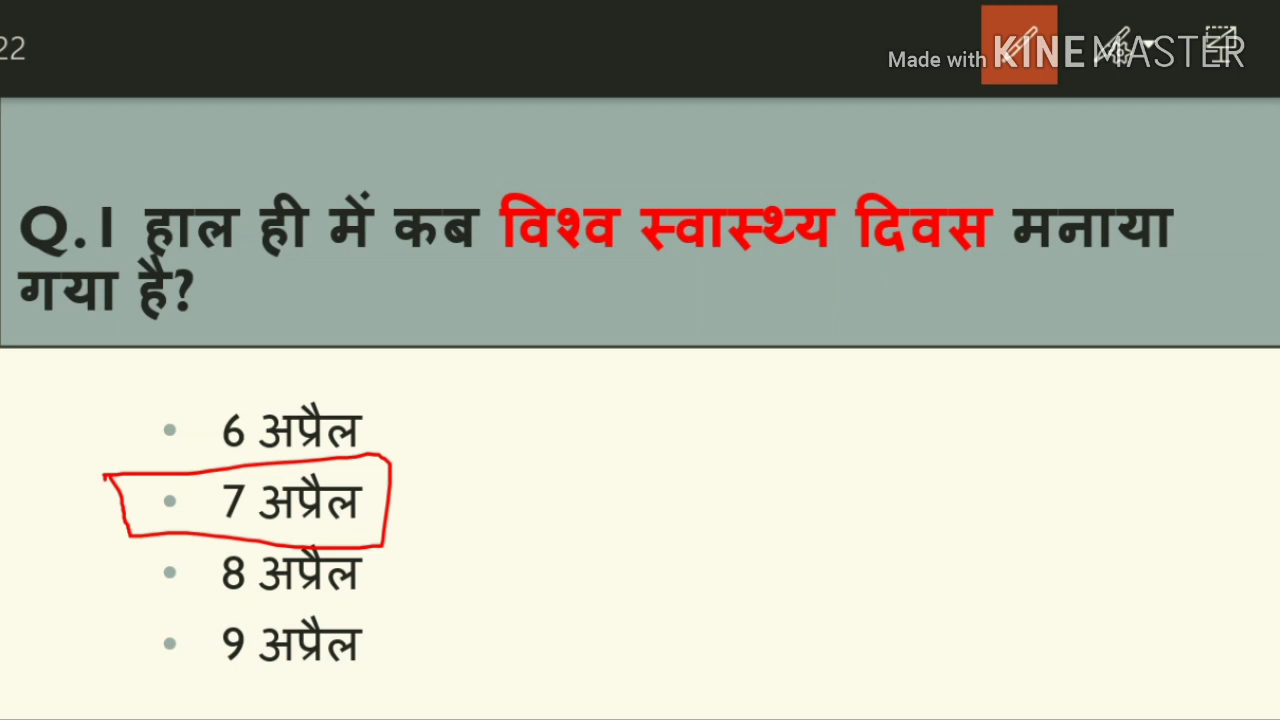 22
Made with KINEMASTER
Q.1 हाल ही में कब विश्व स्वास्थ्य दिवस मनाया
गया है?
6 अप्रैल
7 अप्रैल
8 अप्रैल
9 अप्रैल